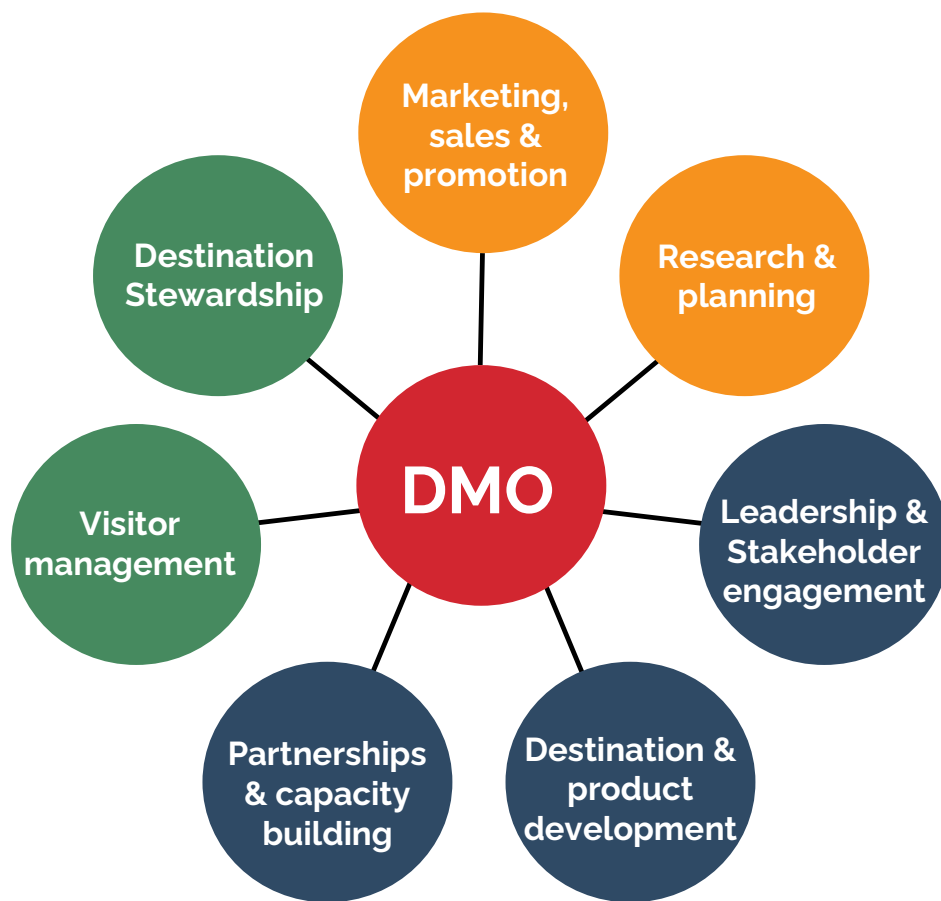 Marketing,
sales &
promotion
Research &
planning
Leadership &
Stakeholder
engagement
Destination &
product
development
Partnerships
& capacity
building
Visitor
management
Destination
Stewardship
DMO